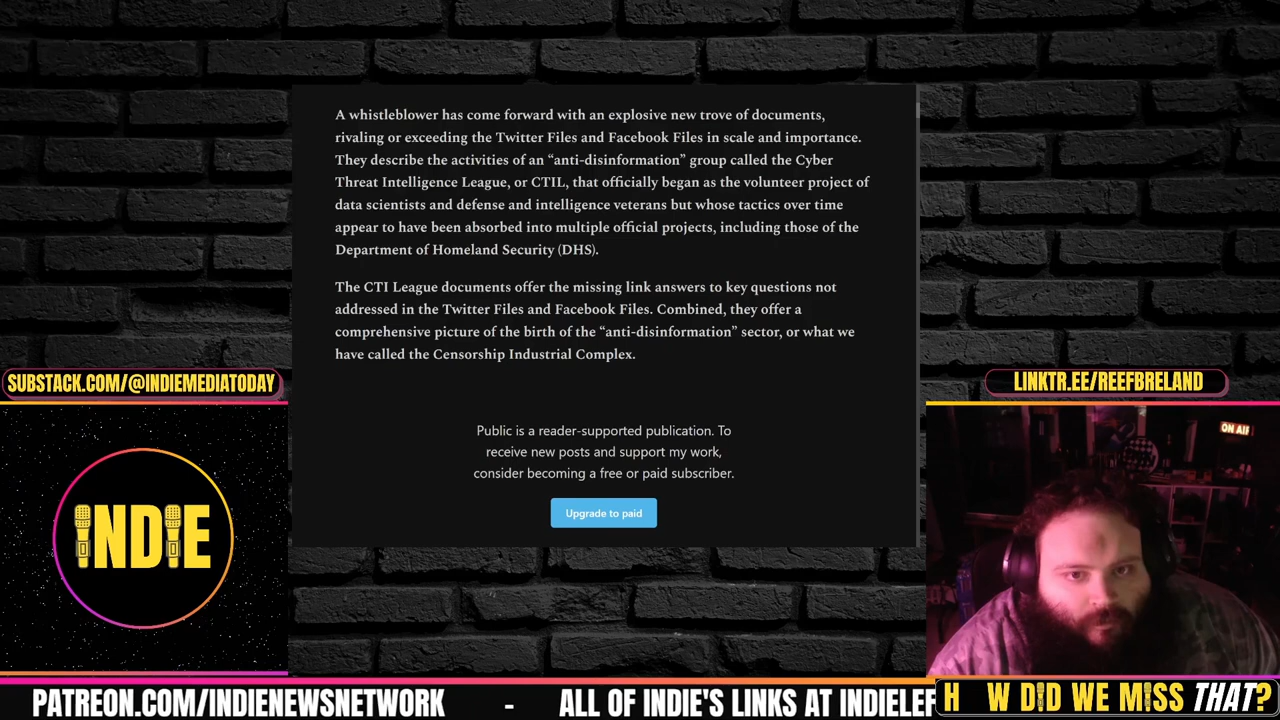 A whistleblower has come forward with an explosive new trove of documents,
rivaling or exceeding the Twitter Files and Facebook Files in scale and importance.
They describe the activities of an “anti-disinformation” group called the Cyber
Threat Intelligence League, or CTIL, that officially began as the volunteer project of
data scientists and defense and intelligence veterans but whose tactics over time
appear to have been absorbed into multiple official projects, including those of the
Department of Homeland Security (DHS).
The CTI League documents offer the missing link answers to key questions not
addressed in the Twitter Files and Facebook Files. Combined, they offer a
comprehensive picture of the birth of the “anti-disinformation” sector, or what we
have called the Censorship Industrial Complex.
Public is a reader-supported publication. To
receive new posts and support my work,
consider becoming a free or paid subscriber.
Upgrade to paid
SUBSTACK.COM/@INDIEMEDIATODAY
LINKTR.EE/REEFBRELAND
INDIE
ON AIR
PATREON.COM/INDIENEWSNETWORK - ALL OF INDIE'S LINKS AT INDIELEF
H W DID WE MISS THAT?